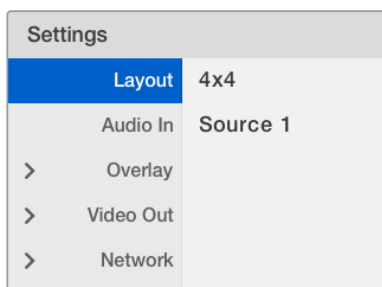 Settings
Layout 4x4
Audio In Source 1
Overlay
Video Out
Network